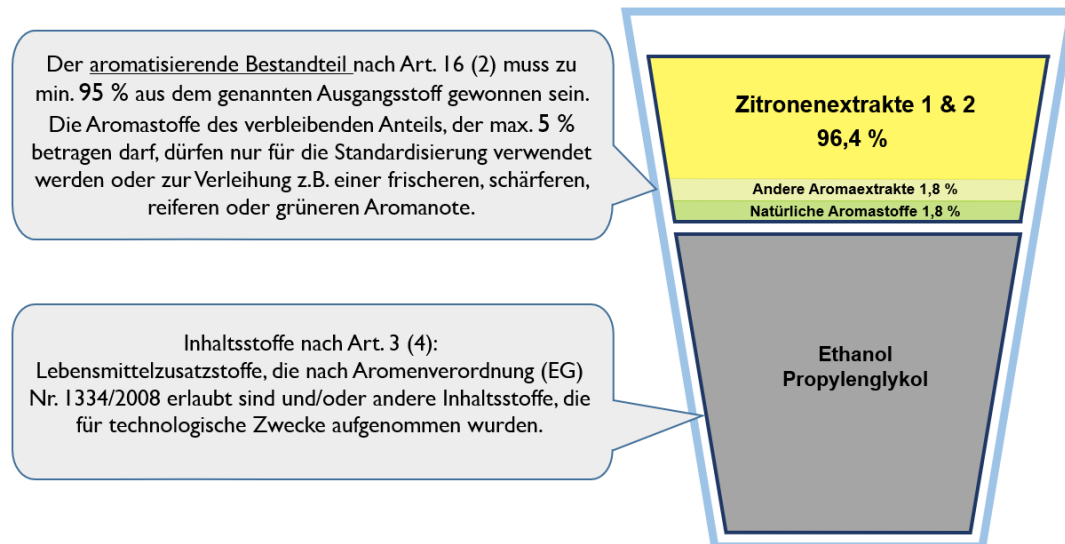 Der aromatisierende Bestandteil nach Art. 16 (2) muss zu
min. 95 % aus dem genannten Ausgangsstoff gewonnen sein.
Die Aromastoffe des verbleibenden Anteils, der max. 5 %
betragen darf, dürfen nur für die Standardisierung verwendet
werden oder zur Verleihung z.B. einer frischeren, schärferen,
reiferen oder grüneren Aromanote.
Zitronenextrakte 1 & 2
96,4 %
Andere Aromaextrakte 1,8 %
Natürliche Aromastoffe 1,8 %
Inhaltsstoffe nach Art. 3 (4):
Lebensmittelzusatzstoffe, die nach Aromenverordnung (EG)
Nr. 1334/2008 erlaubt sind und/oder andere Inhaltsstoffe, die
für technologische Zwecke aufgenommen wurden.
Ethanol
Propylenglykol